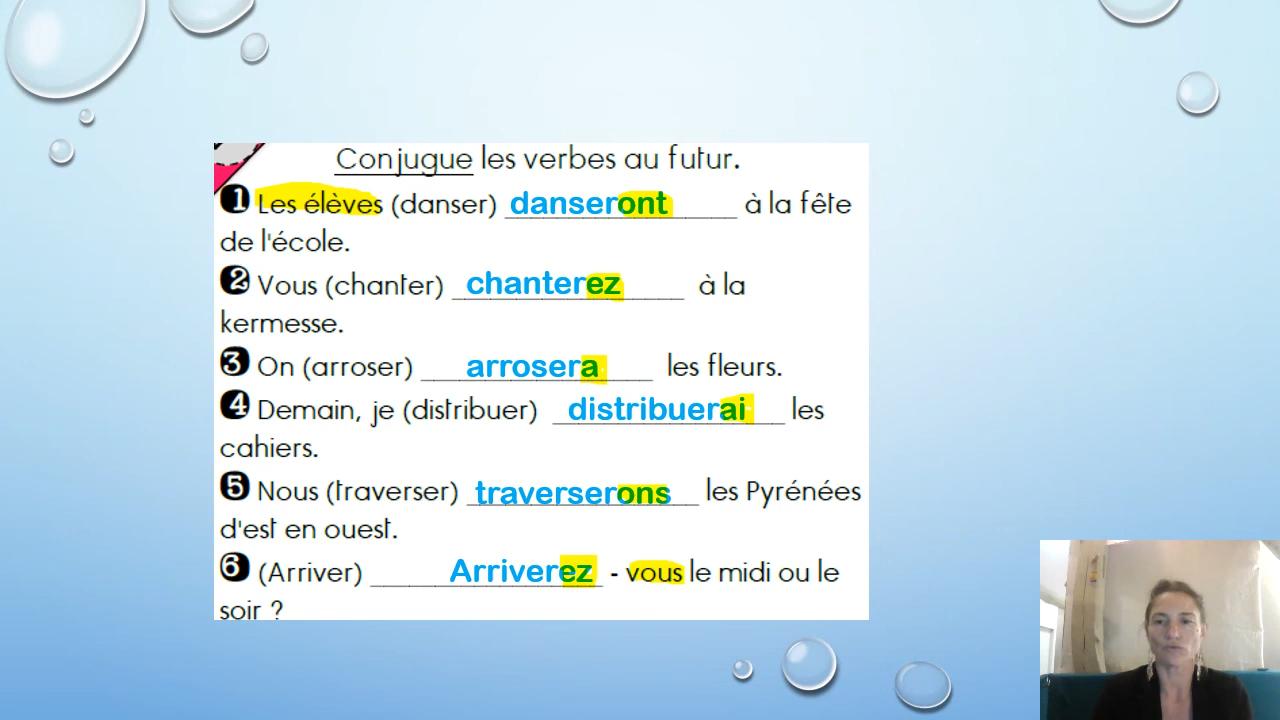 Conjugue les verbes au futur.
1 Les élèves (danser) danseront à la fête
de l'école.
2 Vous (chanter) chanterez à la
kermesse.
3 On (arroser) arrosera les fleurs.
4 Demain, je (distribuer) distribuerai les
cahiers.
5 Nous (traverser) traverserons les Pyrénées
d'est en ouest.
6 (Arriver) Arriverez - vous le midi ou le
soir ?